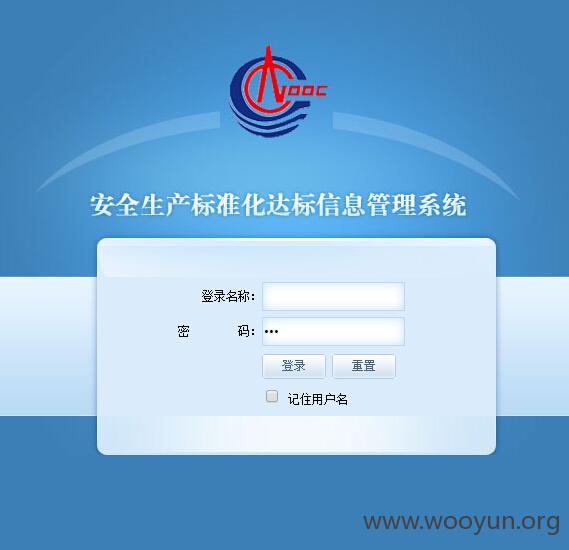 CNOOC
安全生产标准化达标信息管理系统
登录名称：
密 码： •••
登录 重置
记住用户名
www.wooyun.org